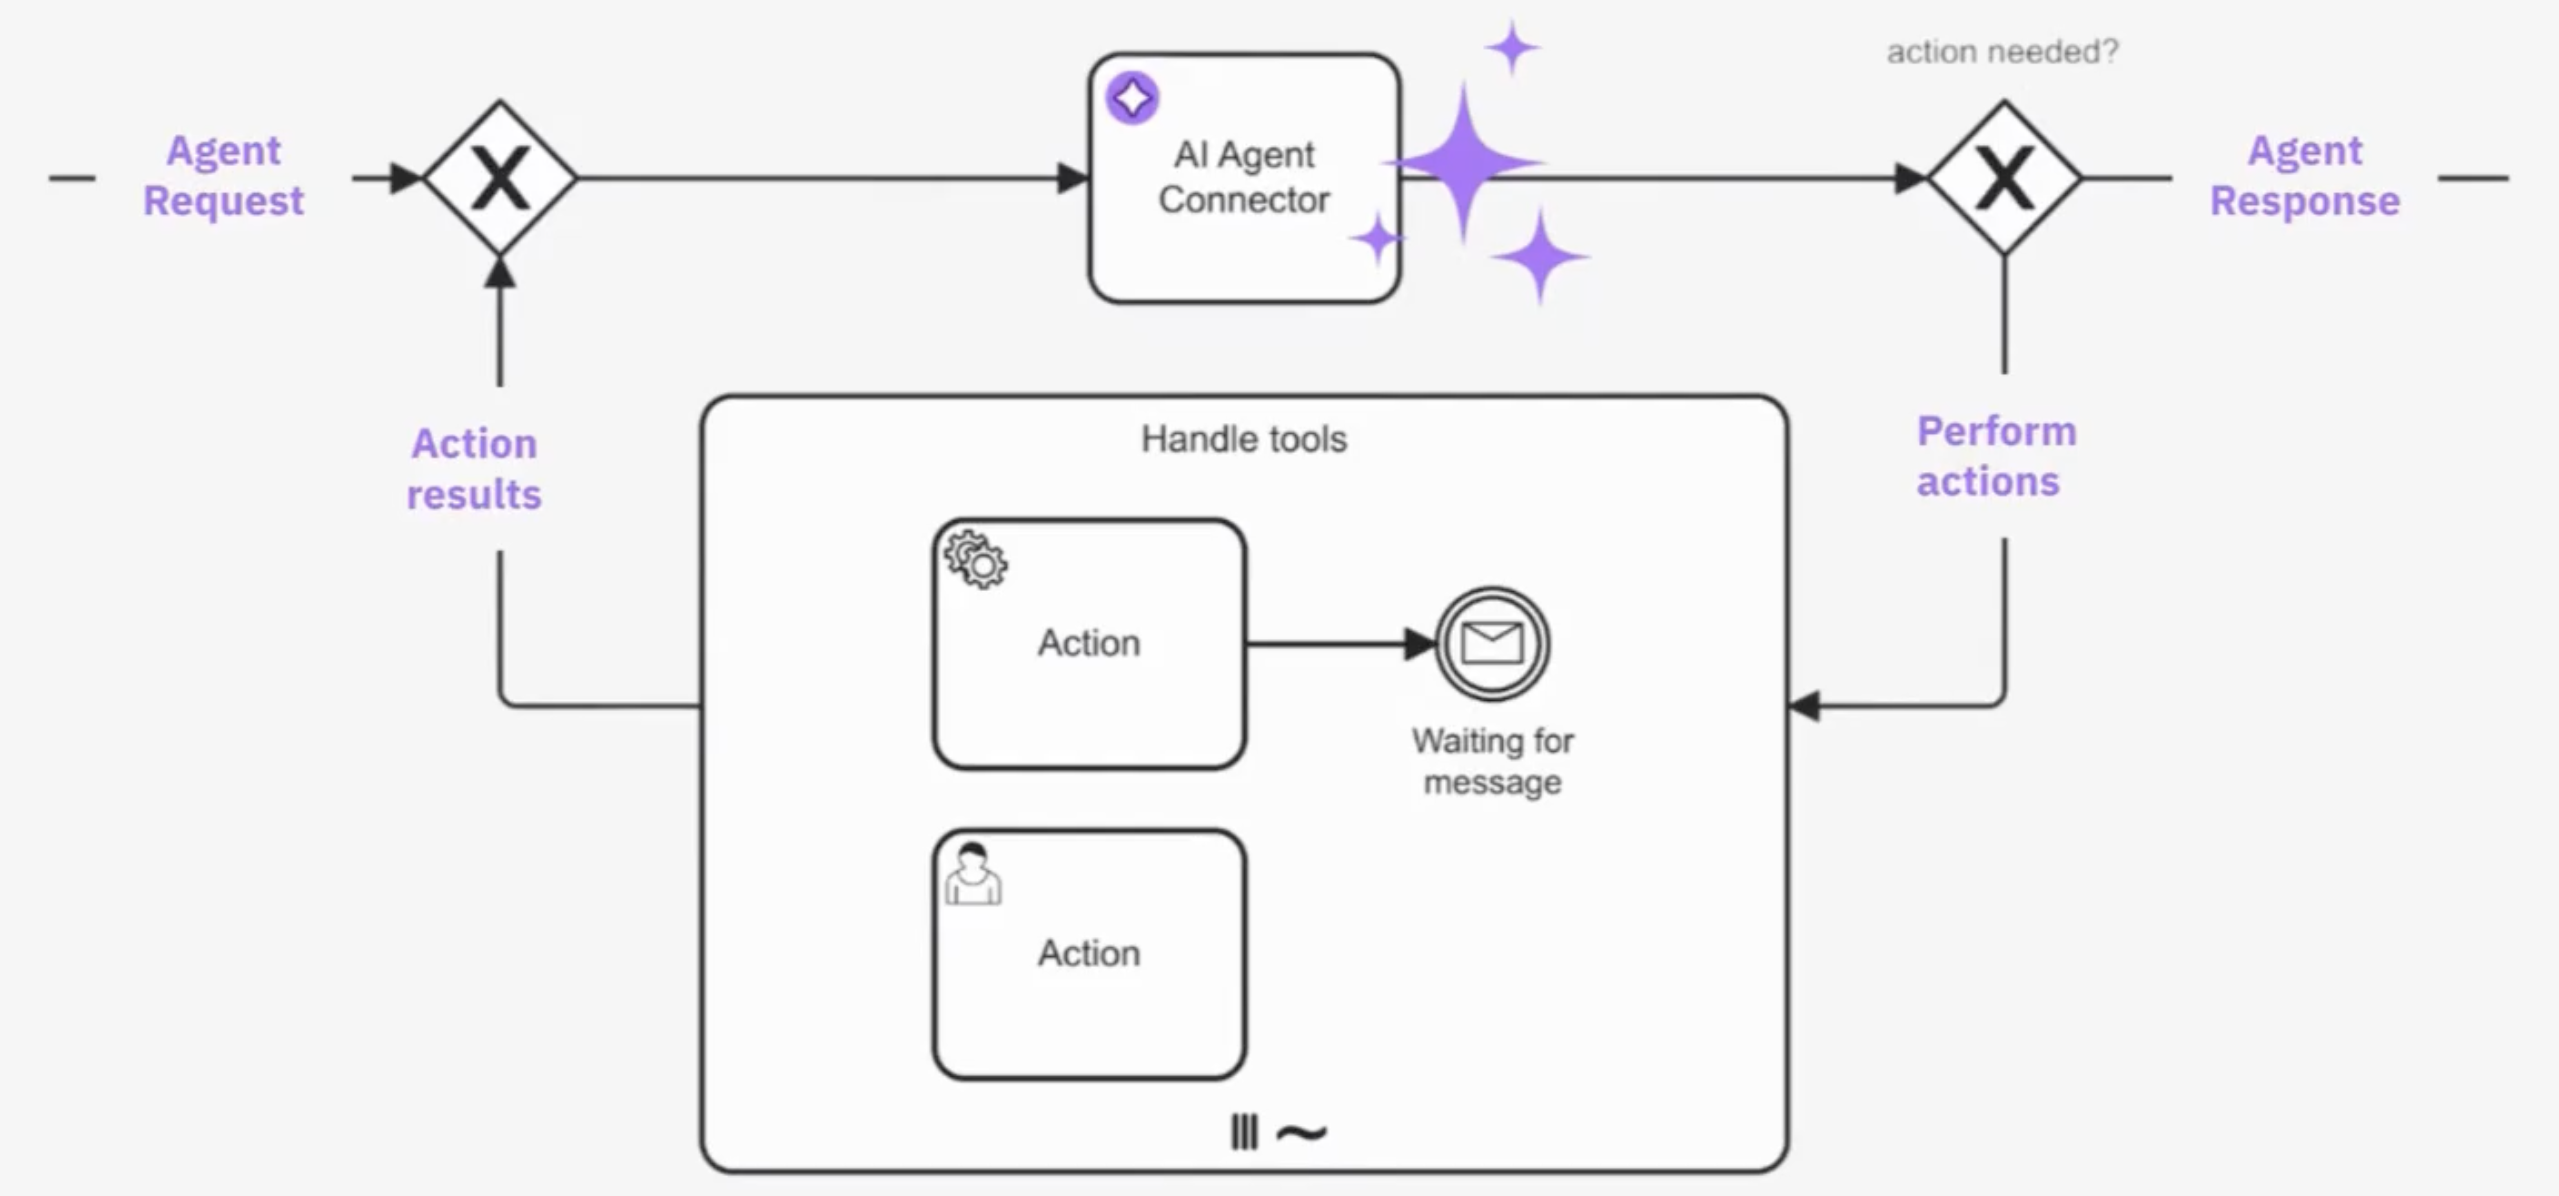 action needed?
Agent
Request
AI Agent
Connector
Agent
Response
Action
results
Handle tools
Perform
actions
Action
Waiting for
message
Action